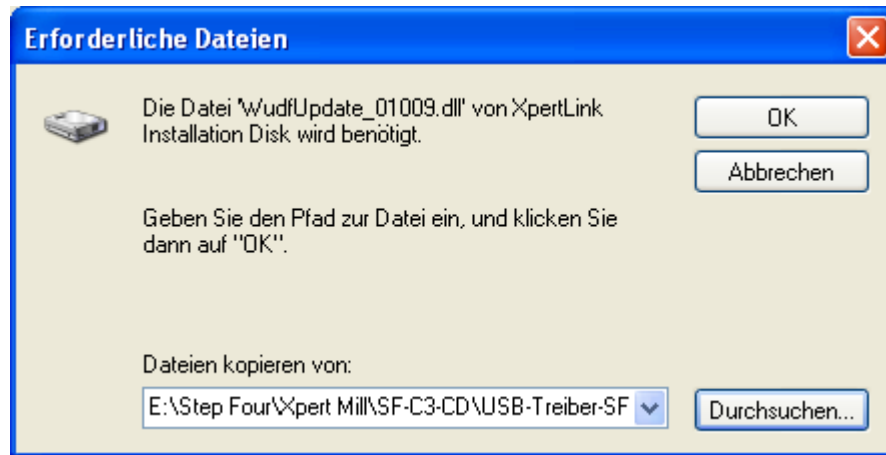 Erforderliche Dateien
Die Datei 'WudfUpdate_01009.dll' von XpertLink
Installation Disk wird benötigt.
OK
Abbrechen
Geben Sie den Pfad zur Datei ein, und klicken Sie
dann auf "OK".
Dateien kopieren von:
E:\Step Four\Xpert Mill\SF-C3-CD\USB-Treiber-SF
Durchsuchen...